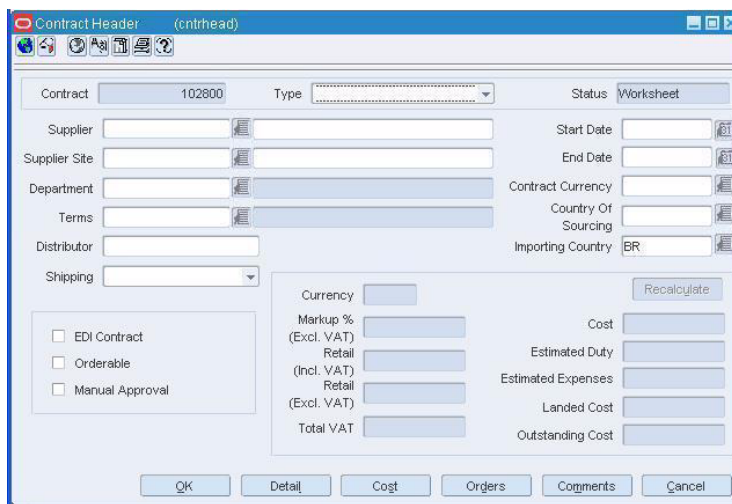 Contract Header (cntrhead)
Contract 102800 Type Status Worksheet
Supplier Start Date
Supplier Site End Date
Department Contract Currency
Terms Country Of
Sourcing
Distributor Importing Country BR
Shipping
Currency Recalculate
Markup %
(Excl. VAT) Cost
EDI Contract
Retail
(Incl. VAT) Estimated Duty
Orderable
Retail
(Excl. VAT) Estimated Expenses
Manual Approval
Total VAT Landed Cost
Outstanding Cost
OK Detail Cost Orders Comments Cancel